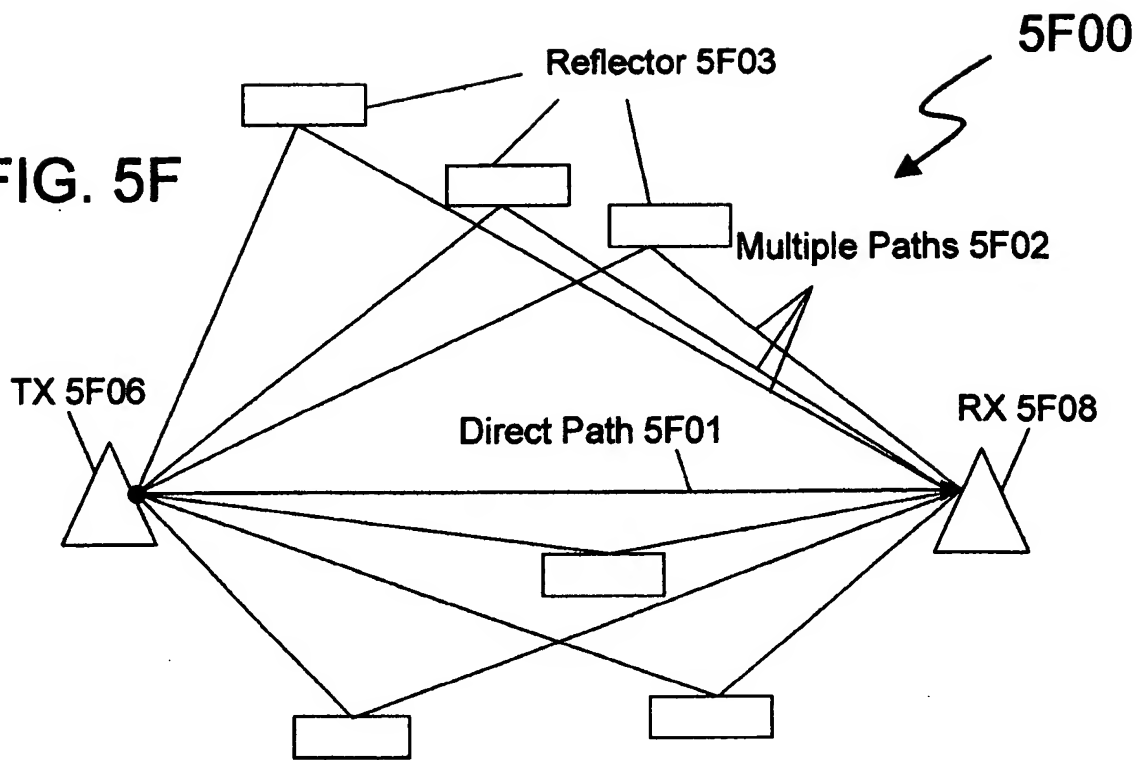 5F00
Reflector 5F03
FIG. 5F
Multiple Paths 5F02
TX 5F06
RX 5F08
Direct Path 5F01